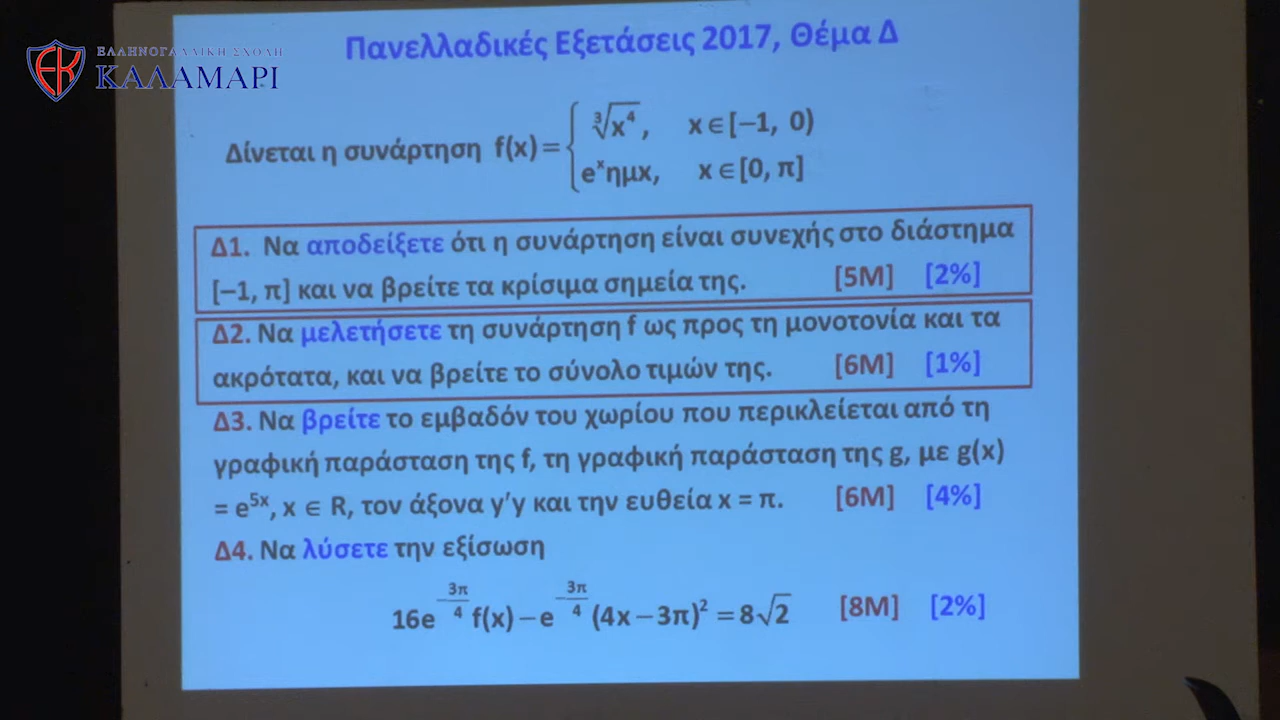 ΕΛΛΗΝΟΓΑΛΛΙΚΗ ΣΧΟΛΗ
ΚΑΛΑΜΑΡΙ
Πανελλαδικές Εξετάσεις 2017, Θέμα Δ
Δίνεται η συνάρτηση f(x) = { ∛x⁴, x ∈ [−1, 0)
eˣημx, x ∈ [0, π]
Δ1. Να αποδείξετε ότι η συνάρτηση είναι συνεχής στο διάστημα
[−1, π] και να βρείτε τα κρίσιμα σημεία της. [5Μ] [2%]
Δ2. Να μελετήσετε τη συνάρτηση f ως προς τη μονοτονία και τα
ακρότατα, και να βρείτε το σύνολο τιμών της. [6Μ] [1%]
Δ3. Να βρείτε το εμβαδόν του χωρίου που περικλείεται από τη
γραφική παράσταση της f, τη γραφική παράσταση της g, με g(x)
= e⁵ˣ, x ∈ R, τον άξονα y′y και την ευθεία x = π. [6Μ] [4%]
Δ4. Να λύσετε την εξίσωση
16e^(−3π/4) f(x) − e^(−3π/4) (4x − 3π)² = 8√2 [8Μ] [2%]